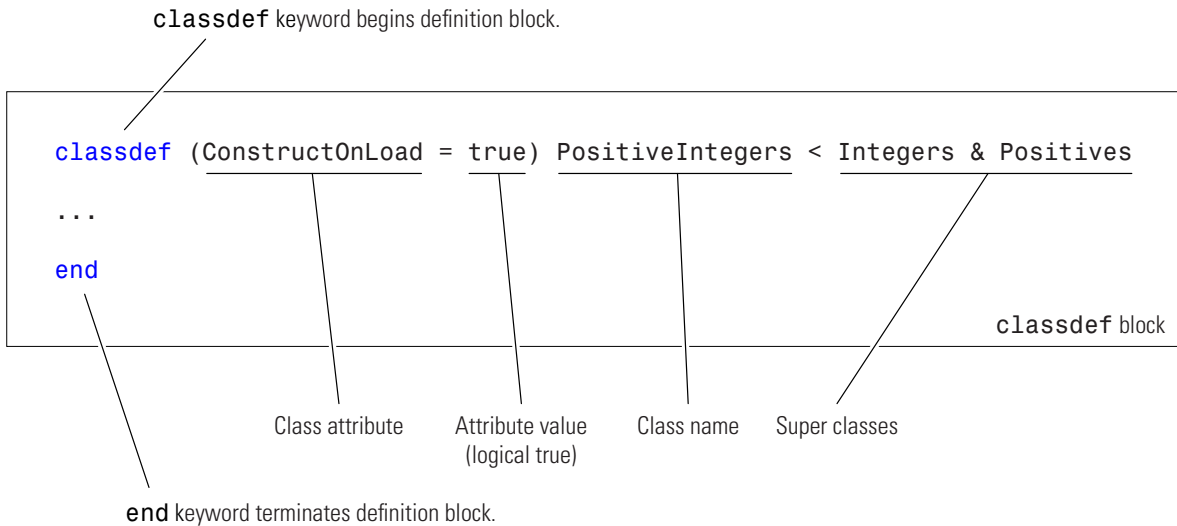 classdef keyword begins definition block.
classdef (ConstructOnLoad = true) PositiveIntegers < Integers & Positives
...
end
classdef block
Class attribute
Attribute value
(logical true)
Class name
Super classes
end keyword terminates definition block.